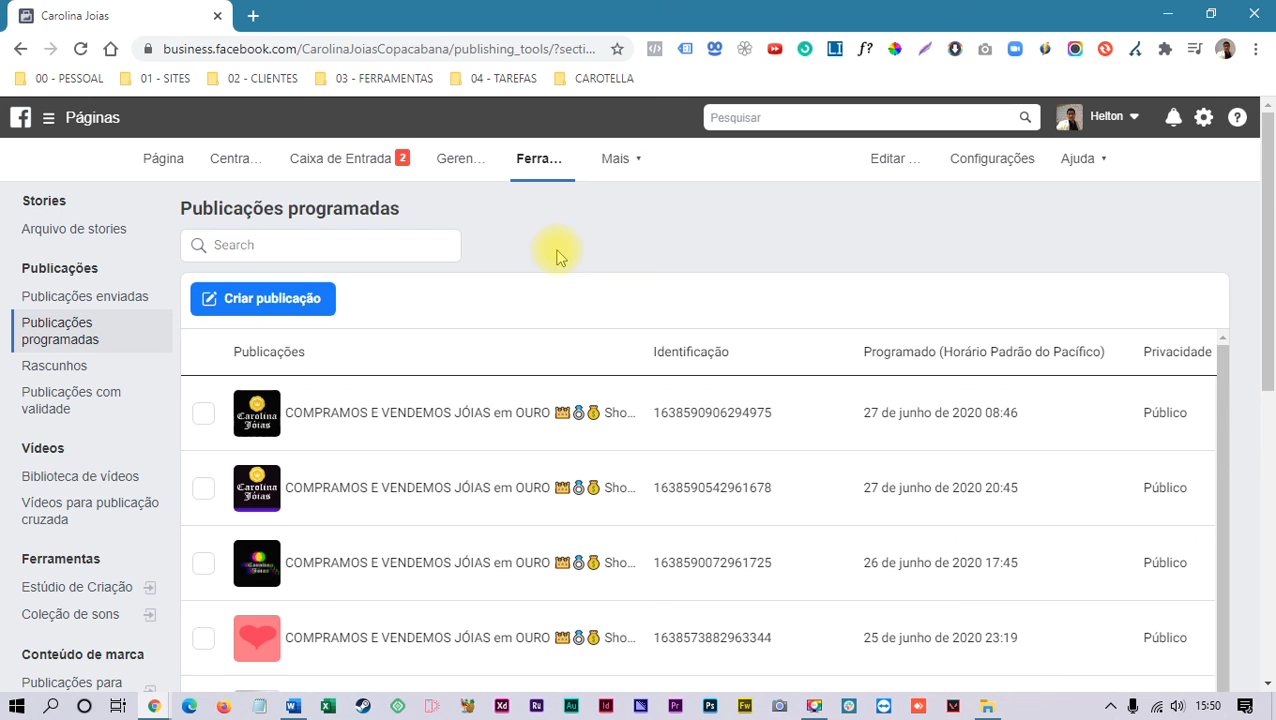 Carolina Joias
business.facebook.com/CarolinaJoiasCopacabana/publishing_tools/?secti...
00 - PESSOAL 01 - SITES 02 - CLIENTES 03 - FERRAMENTAS 04 - TAREFAS CAROTELLA
Páginas
Pesquisar
Helton
Página Centra... Caixa de Entrada 2 Geren... Ferra... Mais Editar ... Configurações Ajuda
Stories
Arquivo de stories
Publicações
Publicações enviadas
Publicações
programadas
Rascunhos
Publicações com
validade
Vídeos
Biblioteca de vídeos
Vídeos para publicação
cruzada
Ferramentas
Estúdio de Criação
Coleção de sons
Conteúdo de marca
Publicações para
Publicações programadas
Search
Criar publicação
Publicações Identificação Programado (Horário Padrão do Pacífico) Privacidade
Carolina
Jóias
COMPRAMOS E VENDEMOS JÓIAS em OURO 👑💍💰 Sho... 1638590906294975 27 de junho de 2020 08:46 Público
Carolina
Jóias
COMPRAMOS E VENDEMOS JÓIAS em OURO 👑💍💰 Sho... 1638590542961678 27 de junho de 2020 20:45 Público
COMPRAMOS E VENDEMOS JÓIAS em OURO 👑💍💰 Sho... 1638590072961725 26 de junho de 2020 17:45 Público
COMPRAMOS E VENDEMOS JÓIAS em OURO 👑💍💰 Sho... 1638573882963344 25 de junho de 2020 23:19 Público
15:50